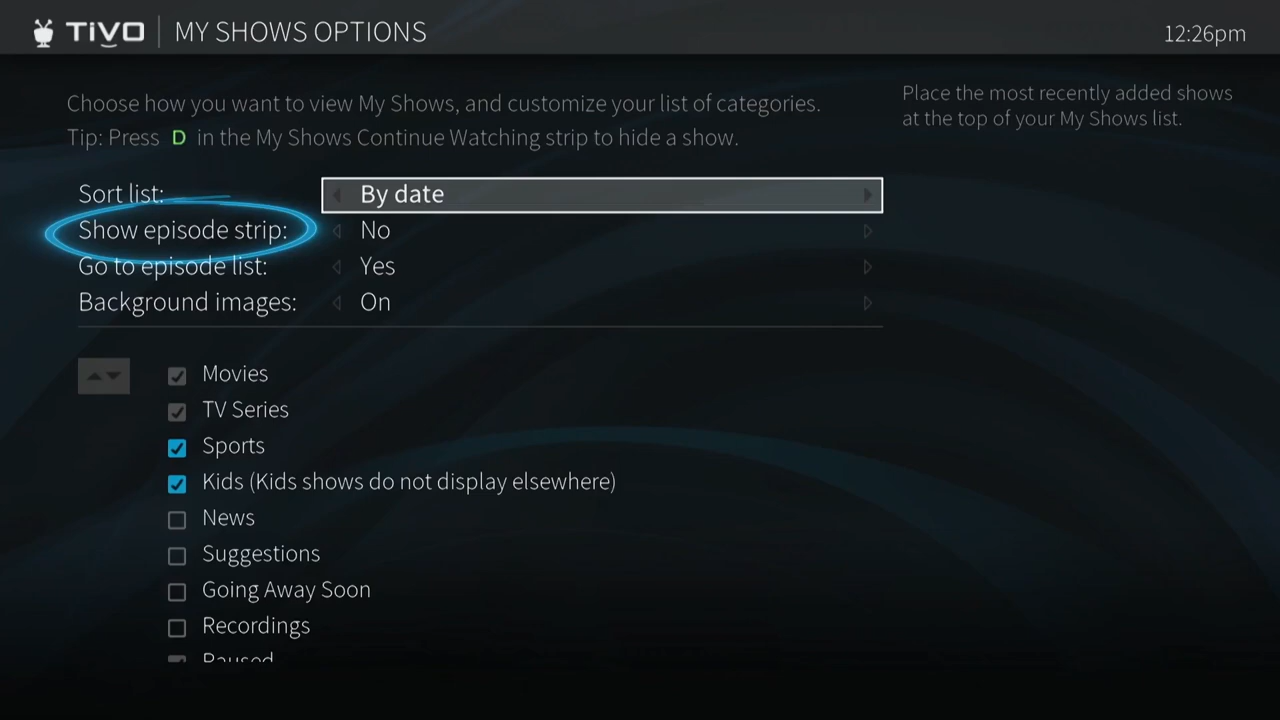 TiVo MY SHOWS OPTIONS 12:26pm
Choose how you want to view My Shows, and customize your list of categories.
Tip: Press D in the My Shows Continue Watching strip to hide a show.
Place the most recently added shows
at the top of your My Shows list.
Sort list: By date
Show episode strip: No
Go to episode list: Yes
Background images: On
Movies
TV Series
Sports
Kids (Kids shows do not display elsewhere)
News
Suggestions
Going Away Soon
Recordings
Paused